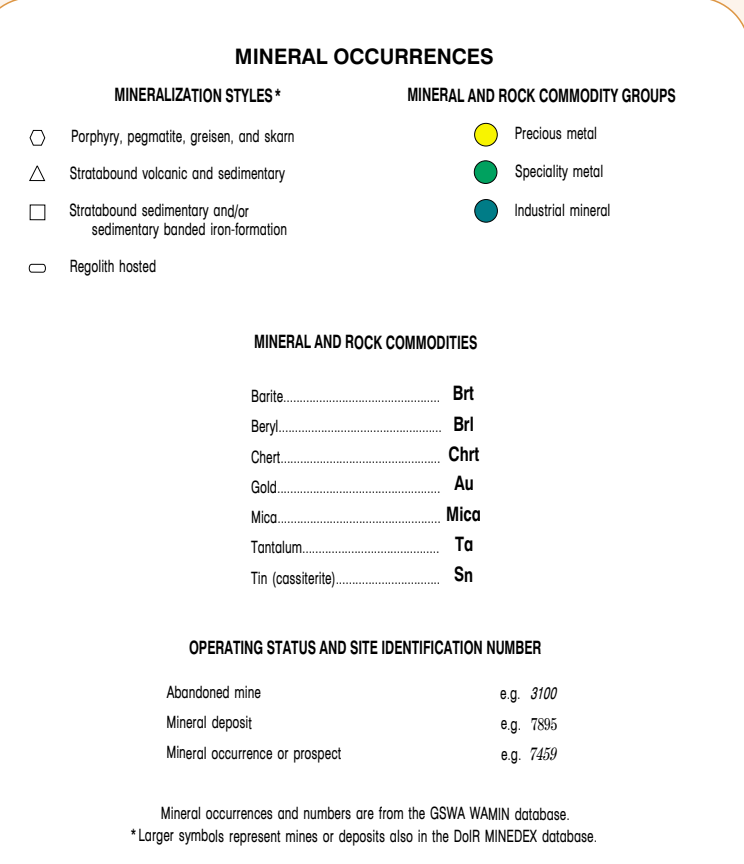 MINERAL OCCURRENCES
MINERALIZATION STYLES*
Porphyry, pegmatite, greisen, and skarn
Stratabound volcanic and sedimentary
Stratabound sedimentary and/or
sedimentary banded iron-formation
Regolith hosted
MINERAL AND ROCK COMMODITY GROUPS
Precious metal
Speciality metal
Industrial mineral
MINERAL AND ROCK COMMODITIES
Barite................................................ Brt
Beryl.................................................. Brl
Chert................................................. Chrt
Gold.................................................. Au
Mica.................................................. Mica
Tantalum.......................................... Ta
Tin (cassiterite)................................ Sn
OPERATING STATUS AND SITE IDENTIFICATION NUMBER
Abandoned mine e.g. 3100
Mineral deposit e.g. 7895
Mineral occurrence or prospect e.g. 7459
Mineral occurrences and numbers are from the GSWA WAMIN database.
*Larger symbols represent mines or deposits also in the DoIR MINEDEX database.